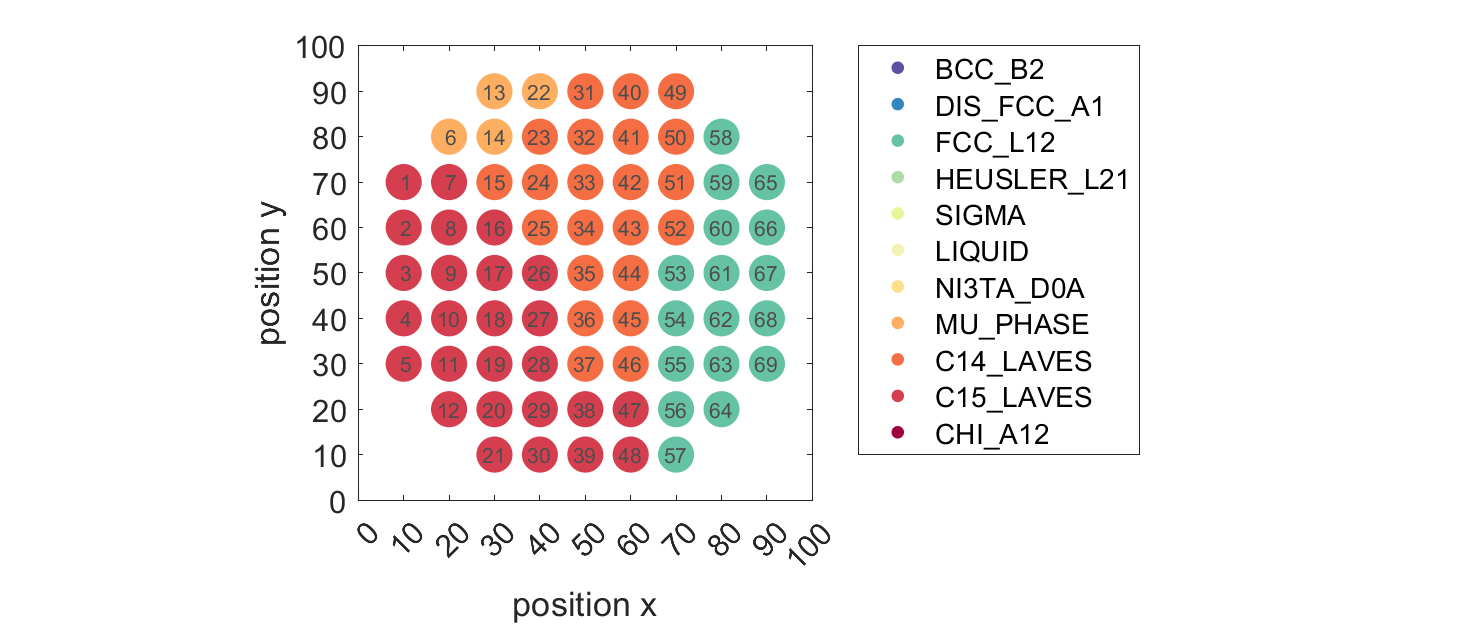 100
90
80
70
60
50
40
30
20
10
0
position y
13 22 31 40 49
6 14 23 32 41 50 58
1 7 15 24 33 42 51 59 65
2 8 16 25 34 43 52 60 66
3 9 17 26 35 44 53 61 67
4 10 18 27 36 45 54 62 68
5 11 19 28 37 46 55 63 69
12 20 29 38 47 56 64
21 30 39 48 57
0 10 20 30 40 50 60 70 80 90 100
position x
BCC_B2
DIS_FCC_A1
FCC_L12
HEUSLER_L21
SIGMA
LIQUID
NI3TA_D0A
MU_PHASE
C14_LAVES
C15_LAVES
CHI_A12